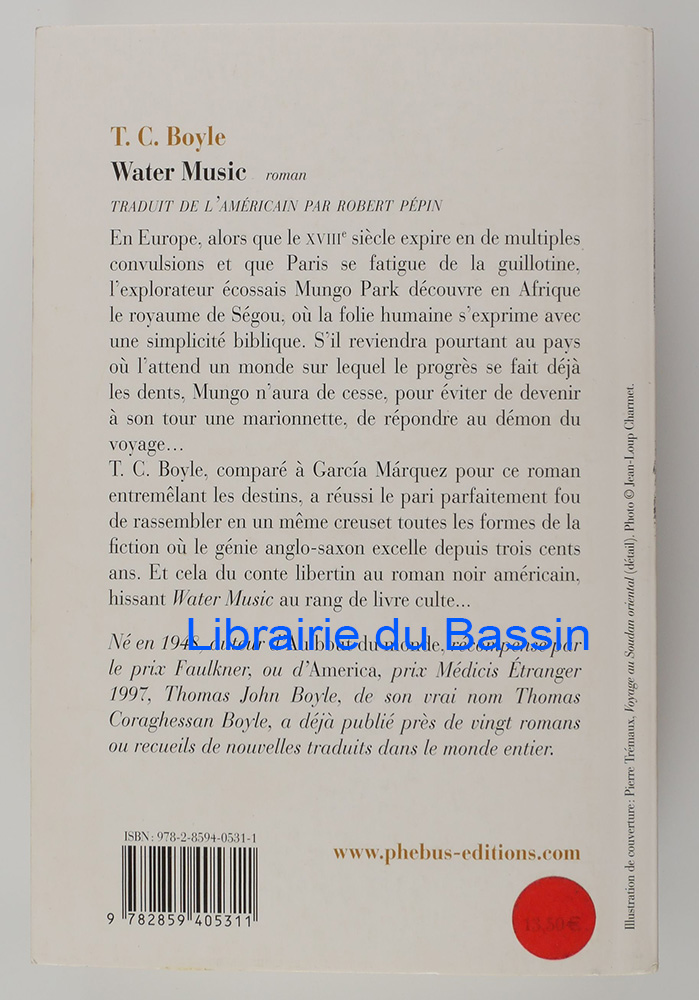 T. C. Boyle
Water Music roman
TRADUIT DE L'AMÉRICAIN PAR ROBERT PÉPIN
En Europe, alors que le XVIIIe siècle expire en de multiples
convulsions et que Paris se fatigue de la guillotine,
l'explorateur écossais Mungo Park découvre en Afrique
le royaume de Ségou, où la folie humaine s'exprime avec
une simplicité biblique. S'il reviendra pourtant au pays
où l'attend un monde sur lequel le progrès se fait déjà
les dents, Mungo n'aura de cesse, pour éviter de devenir
à son tour une marionnette, de répondre au démon du
voyage...
T. C. Boyle, comparé à García Márquez pour ce roman
entremêlant les destins, a réussi le pari parfaitement fou
de rassembler en un même creuset toutes les formes de la
fiction où le génie anglo-saxon excelle depuis trois cents
ans. Et cela du conte libertin au roman noir américain,
hissant Water Music au rang de livre culte...
Librairie du Bassin
Né en 1948, auteur d'Au bout du monde, récompensé par
le prix Faulkner, ou d'America, prix Médicis Étranger
1997, Thomas John Boyle, de son vrai nom Thomas
Coraghessan Boyle, a déjà publié près de vingt romans
ou recueils de nouvelles traduits dans le monde entier.
ISBN : 978-2-8594-0531-1
9 782859 405311
www.phebus-editions.com
13,50 €
Illustration de couverture : Pierre Trémaux, Voyage au Soudan oriental (détail), Photo © Jean-Loup Charmet.